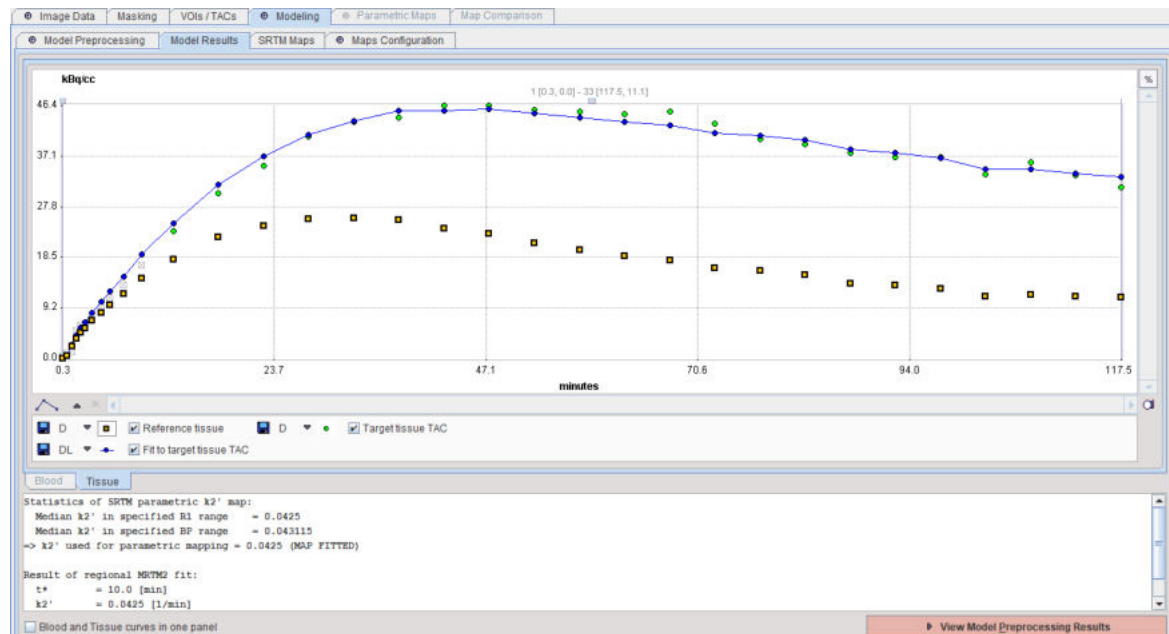 Image Data Masking VOIs / TACs Modeling Parametric Maps Map Comparison
Model Preprocessing Model Results SRTM Maps Maps Configuration
kBq/cc
%
1 [0.3, 0.0] - 33 [117.5, 11.1]
46.4
37.1
27.8
18.5
9.2
0.0
0.3 23.7 47.1 70.6 94.0 117.5
minutes
D Reference tissue D Target tissue TAC
DL Fit to target tissue TAC
Blood Tissue
Statistics of SRTM parametric k2' map:
Median k2' in specified R1 range = 0.0425
Median k2' in specified BP range = 0.043115
=> k2' used for parametric mapping = 0.0425 (MAP FITTED)
Result of regional MRTM2 fit:
t* = 10.0 [min]
k2' = 0.0425 [1/min]
Blood and Tissue curves in one panel View Model Preprocessing Results